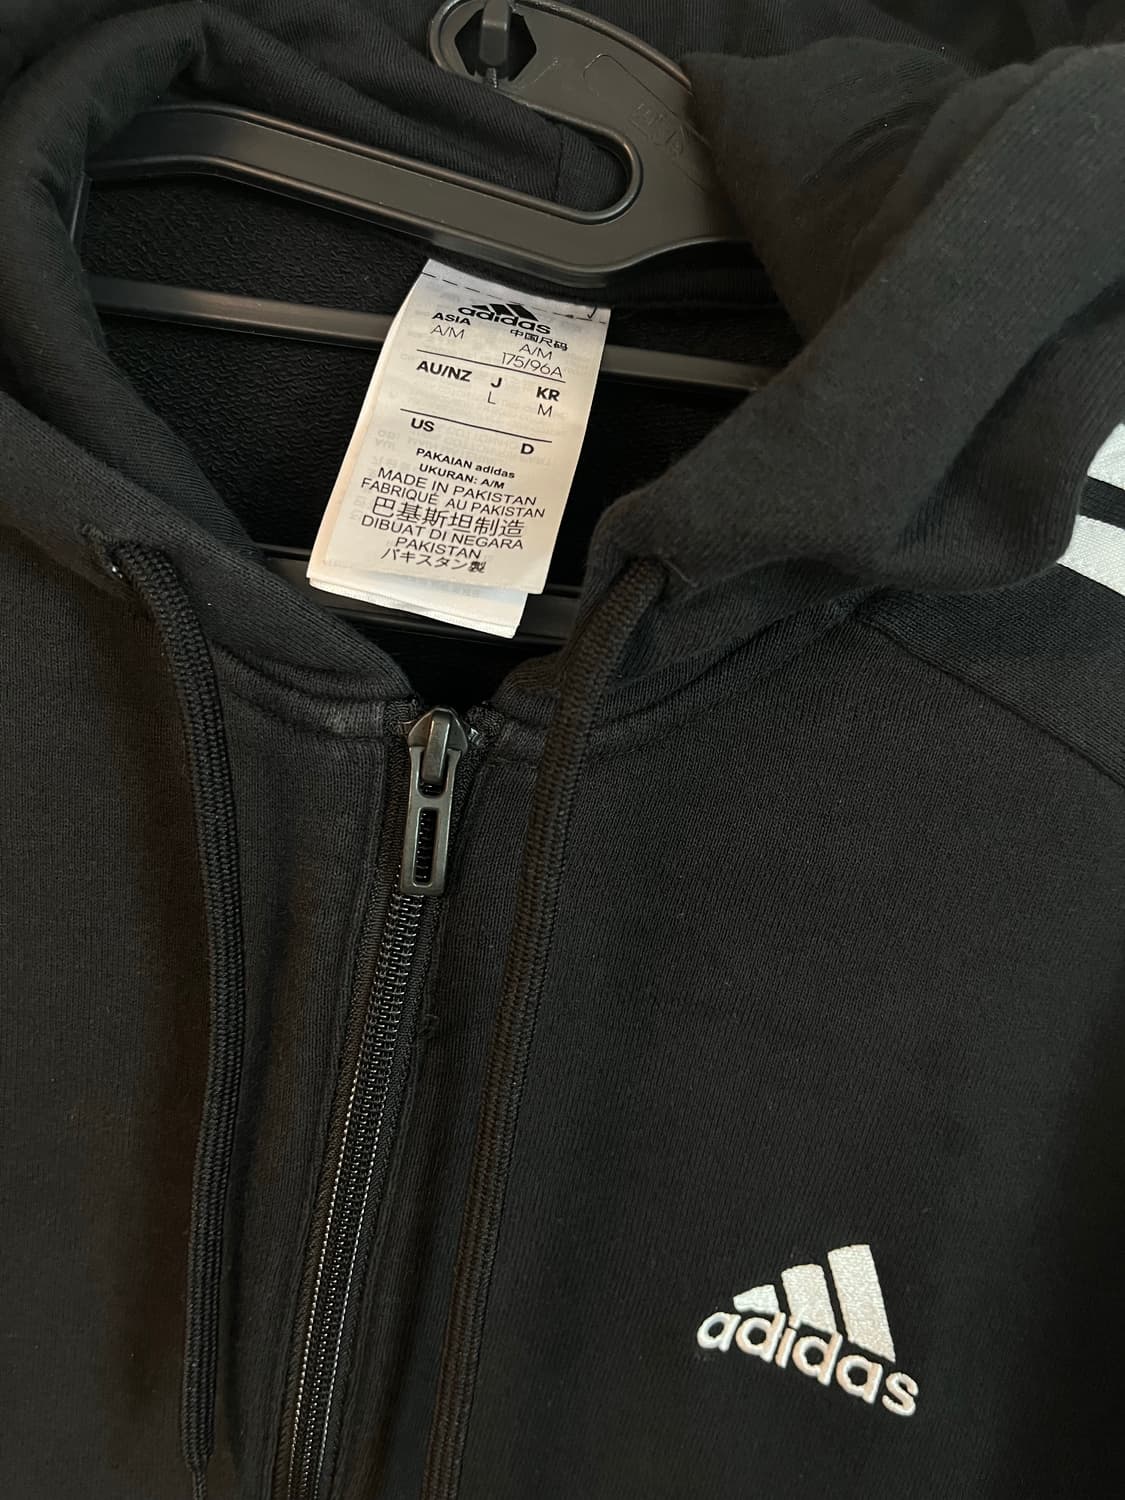 adidas
ASIA
A/M
中国尺码
A/M
175/96A
AU/NZ J KR
L M
US D
PAKAIAN adidas
UKURAN: A/M
MADE IN PAKISTAN
FABRIQUÉ AU PAKISTAN
巴基斯坦制造
DIBUAT DI NEGARA
PAKISTAN
パキスタン製
adidas